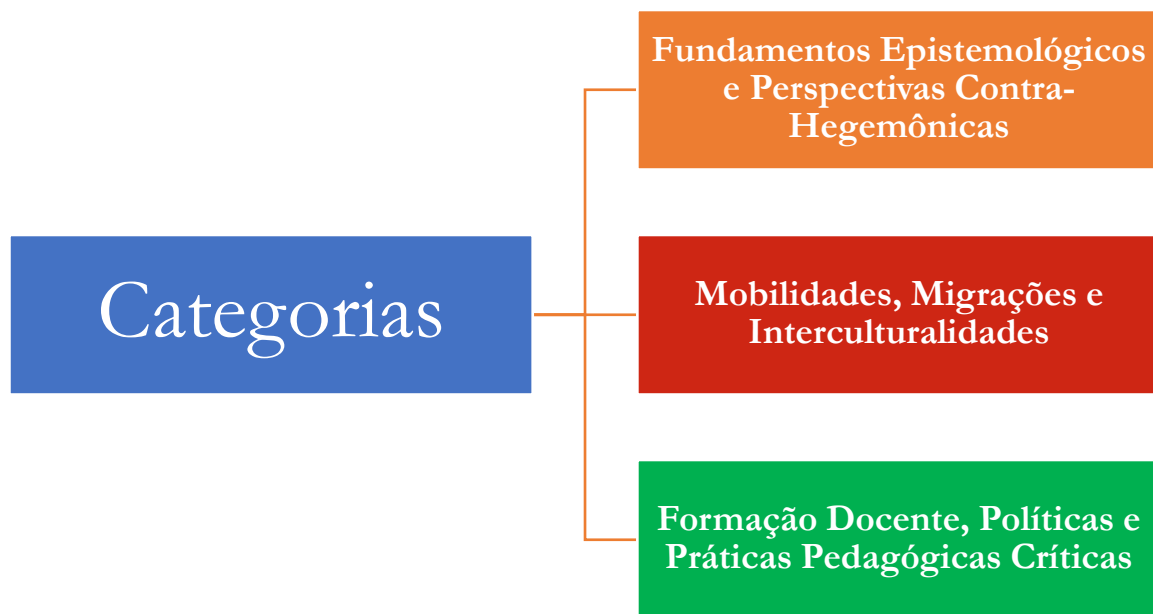 Categorias
Fundamentos Epistemológicos
e Perspectivas Contra-
Hegemônicas
Mobilidades, Migrações e
Interculturalidades
Formação Docente, Políticas e
Práticas Pedagógicas Críticas